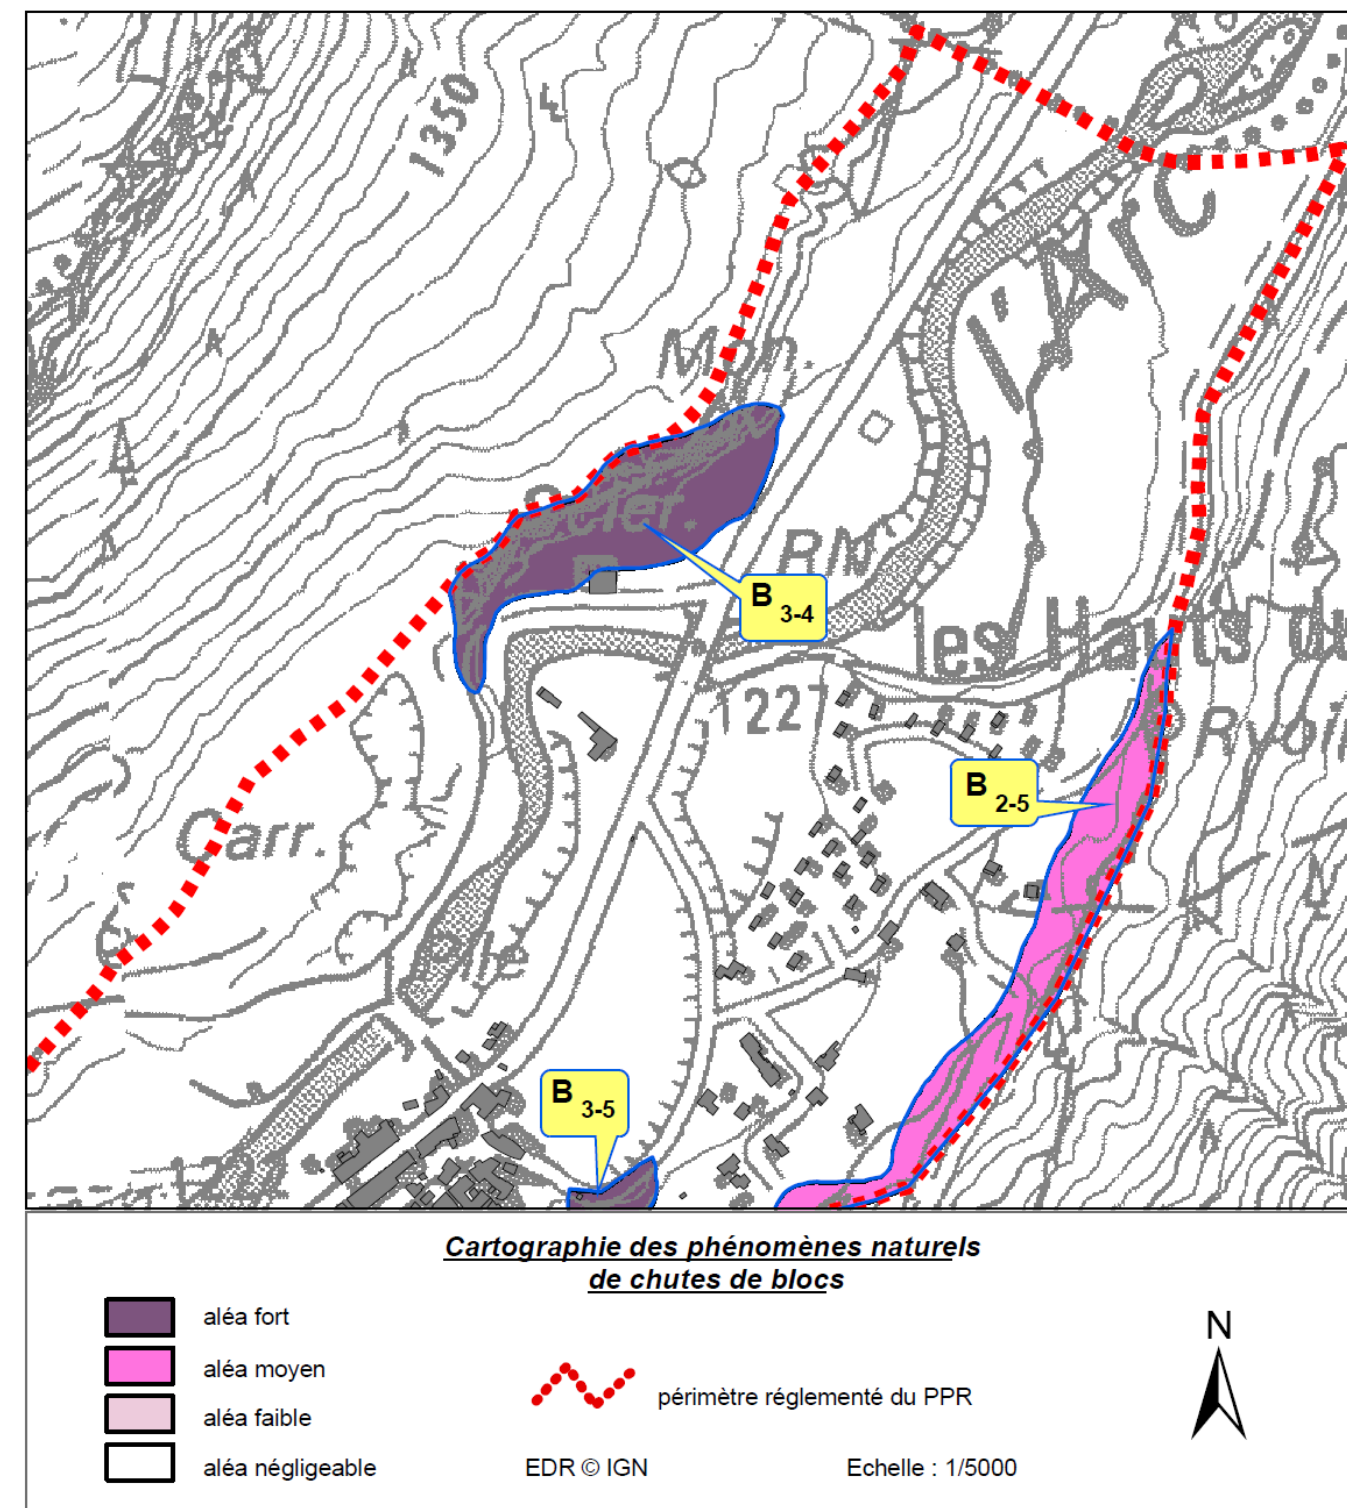 1350
Mon.
l'Arc
RN
B 3-4
les Hauts du
1227
B 2-5
Carr.
B 3-5
Cartographie des phénomènes naturels
de chutes de blocs
aléa fort
aléa moyen
aléa faible
aléa négligeable
périmètre réglementé du PPR
EDR © IGN
Echelle : 1/5000
N